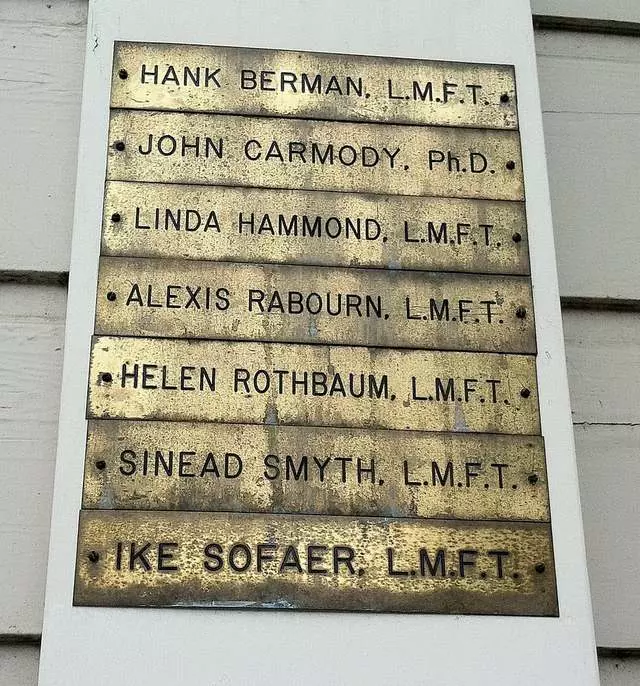 HANK BERMAN, L.M.F.T.
JOHN CARMODY, Ph.D.
LINDA HAMMOND, L.M.F.T.
ALEXIS RABOURN, L.M.F.T.
HELEN ROTHBAUM, L.M.F.T.
SINEAD SMYTH, L.M.F.T.
IKE SOFAER, L.M.F.T.